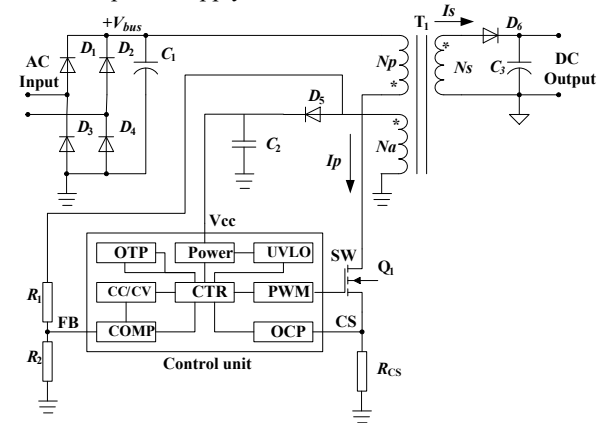 +Vbus
T1
Is
D6
D1
D2
C1
Np
*
*
Ns
C3
AC
Input
DC
Output
D3
D4
D5
*
Na
C2
Ip
Vcc
OTP
Power
UVLO
SW
Q1
R1
CC/CV
CTR
PWM
FB
COMP
OCP
CS
R2
Control unit
RCS